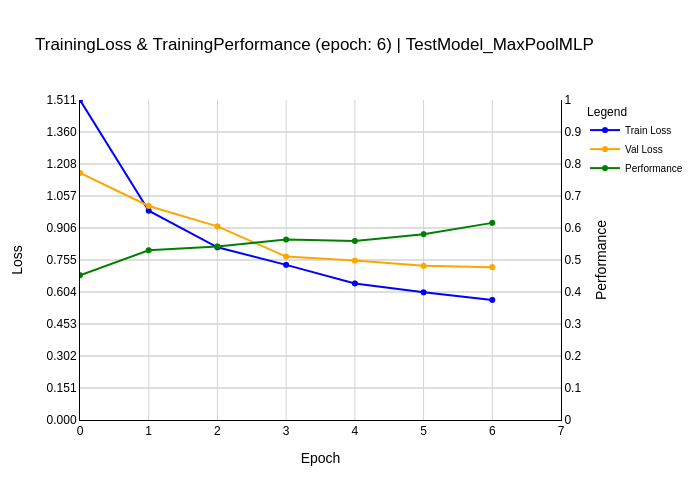 TrainingLoss & TrainingPerformance (epoch: 6) | TestModel_MaxPoolMLP
Legend
Train Loss
Val Loss
Performance
1.511
1.360
1.208
1.057
0.906
0.755
0.604
0.453
0.302
0.151
0.000
Loss
1
0.9
0.8
0.7
0.6
0.5
0.4
0.3
0.2
0.1
0
Performance
0 1 2 3 4 5 6 7
Epoch